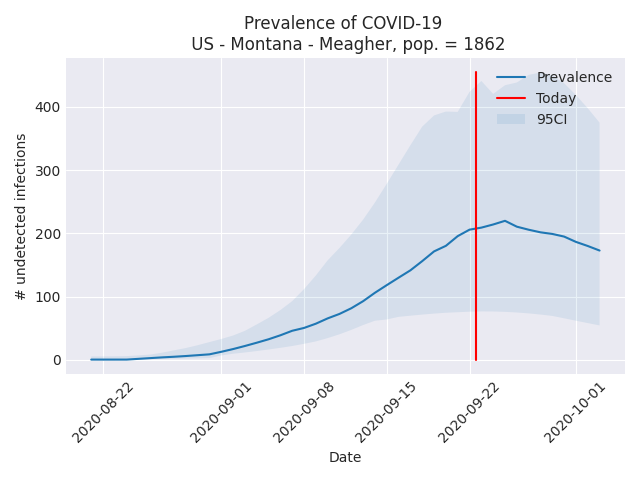 Prevalence of COVID-19
US - Montana - Meagher, pop. = 1862
Prevalence
Today
95CI
# undetected infections
400
300
200
100
0
2020-08-22
2020-09-01
2020-09-08
2020-09-15
2020-09-22
2020-10-01
Date